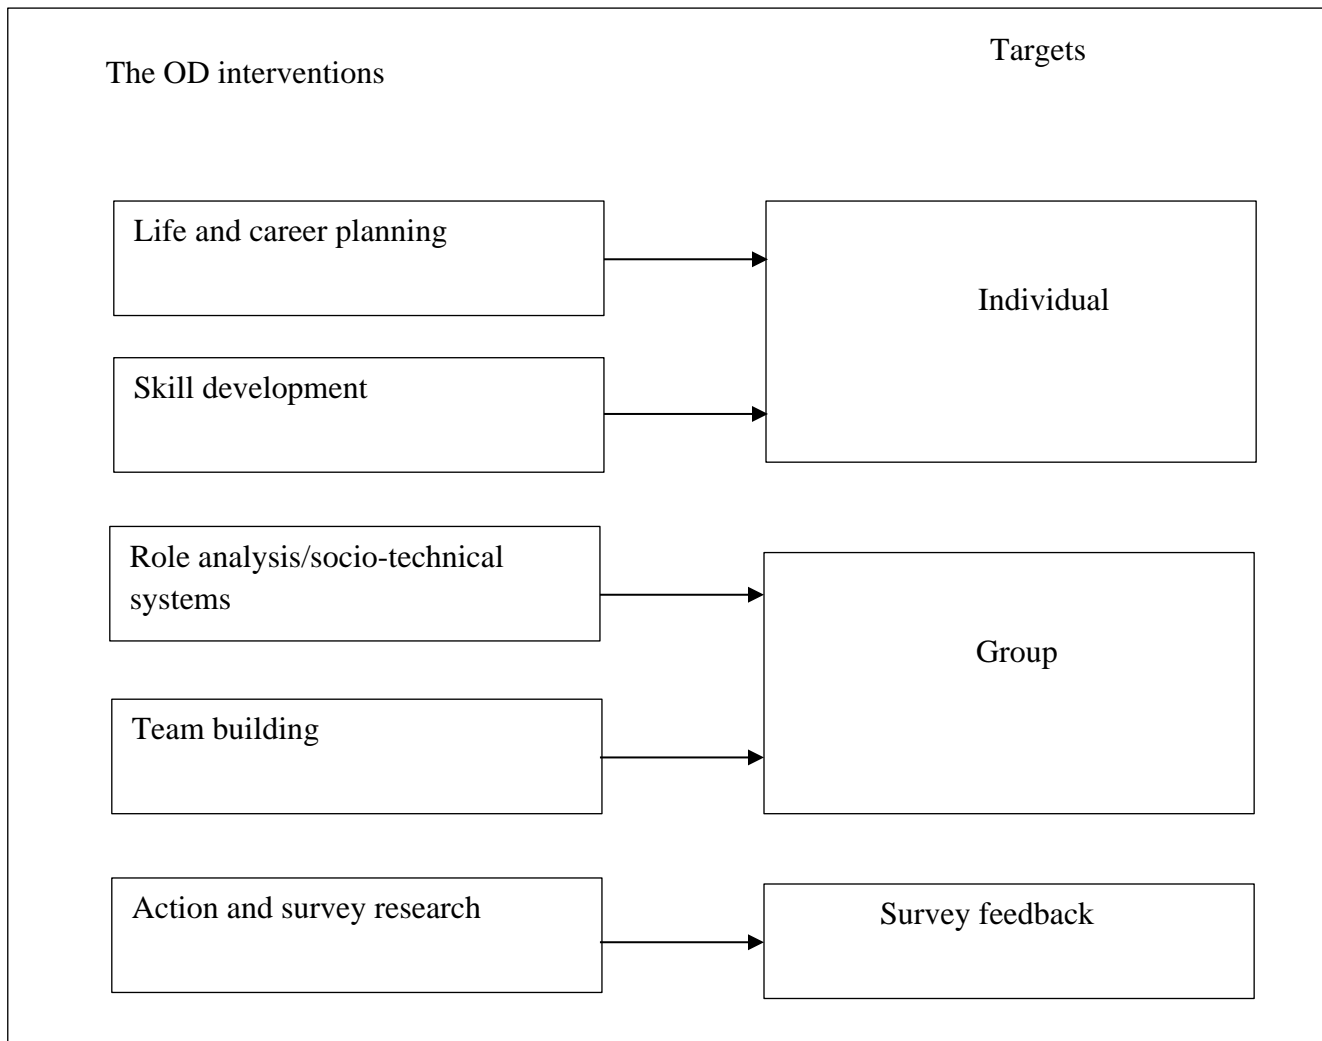 Targets
The OD interventions
Life and career planning
Individual
Skill development
Role analysis/socio-technical
systems
Group
Team building
Action and survey research
Survey feedback